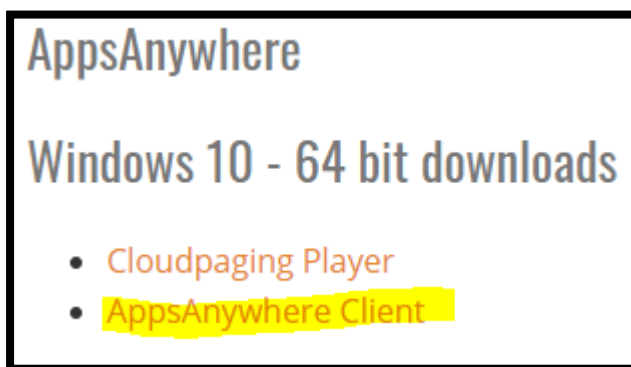 AppsAnywhere
Windows 10 - 64 bit downloads
• Cloudpaging Player
• AppsAnywhere Client